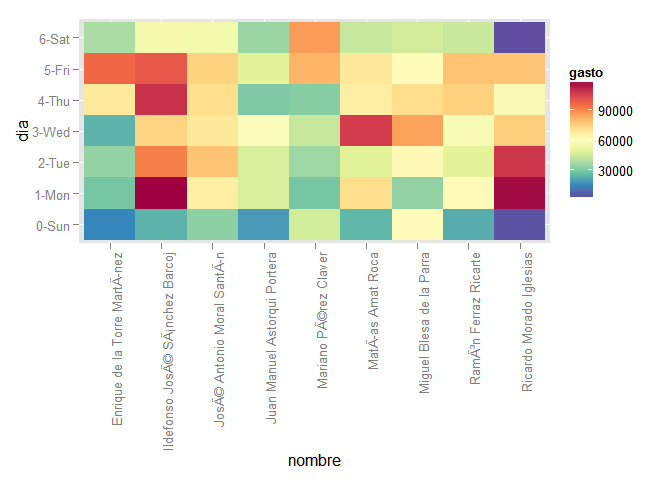 6-Sat
5-Fri
4-Thu
3-Wed
2-Tue
1-Mon
0-Sun
dia
Enrique de la Torre MartÃ-nez
Ildefonso JosÃ© SÃ¡nchez Barcoj
JosÃ© Antonio Moral SantÃ-n
Juan Manuel Astorqui Portera
Mariano PÃ©rez Claver
MatÃ-as Amat Roca
Miguel Blesa de la Parra
RamÃ³n Ferraz Ricarte
Ricardo Morado Iglesias
nombre
gasto
90000
60000
30000